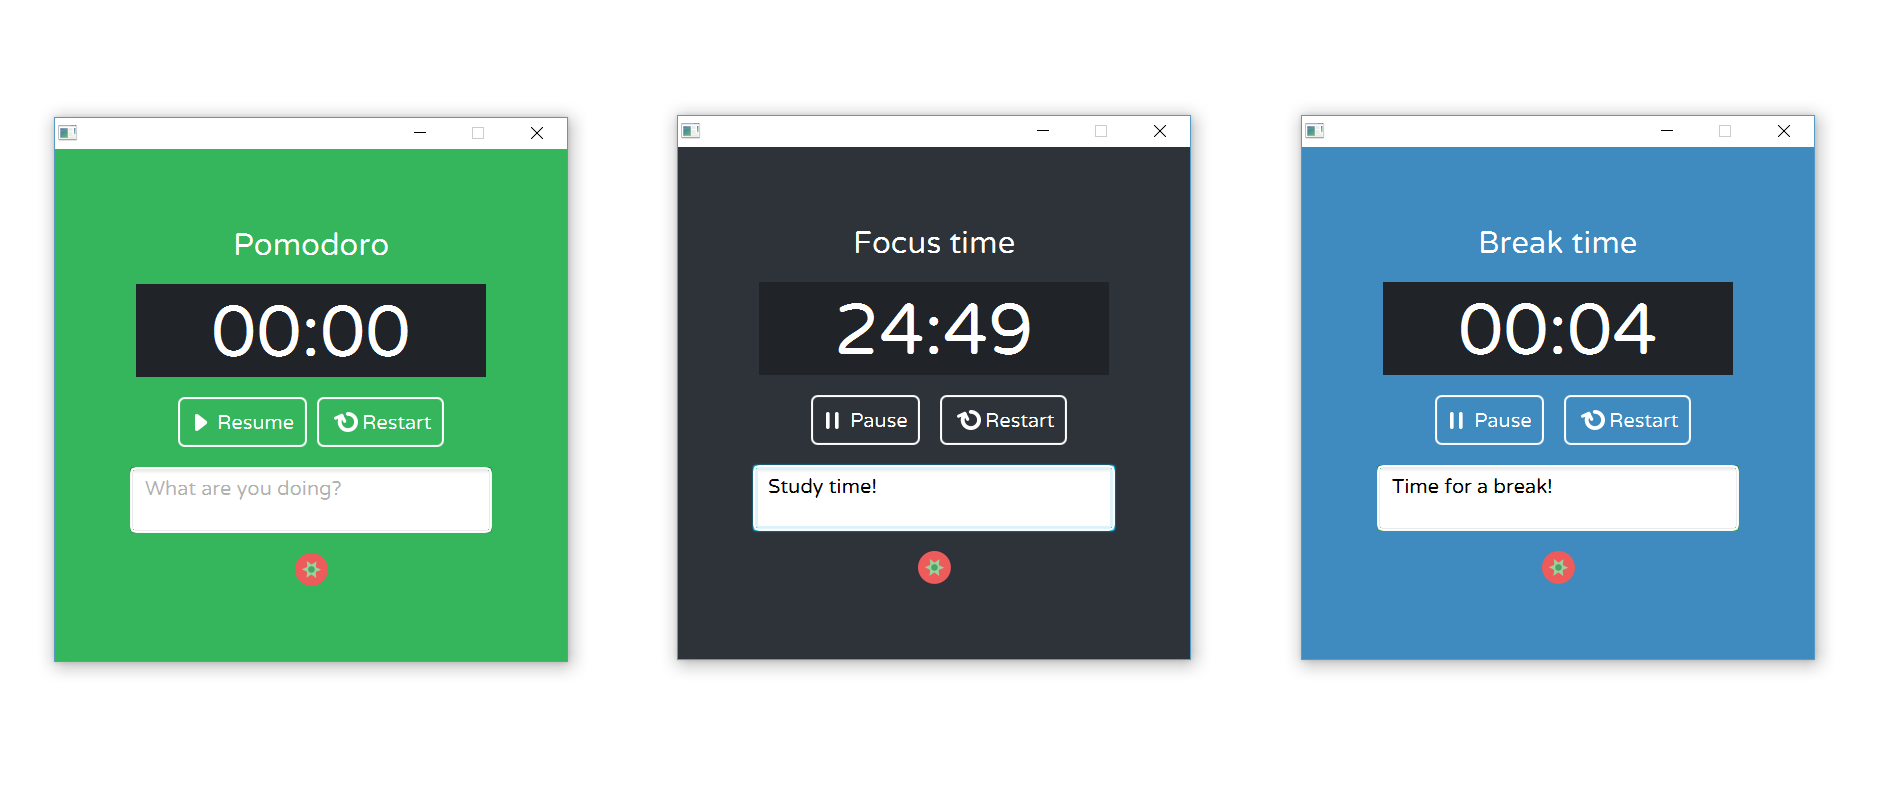 Pomodoro
00:00
Resume
Restart
What are you doing?
Focus time
24:49
Pause
Restart
Study time!
Break time
00:04
Pause
Restart
Time for a break!